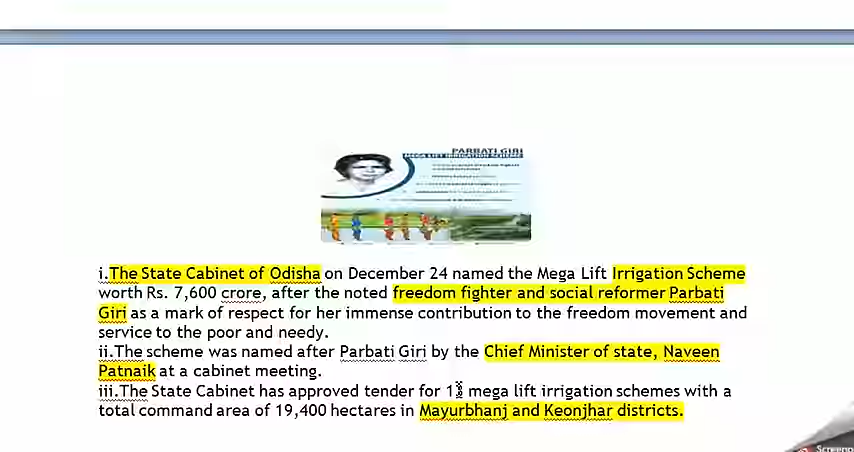 PARBATI GIRI
MEGA LIFT IRRIGATION SCHEME
i.The State Cabinet of Odisha on December 24 named the Mega Lift Irrigation Scheme
worth Rs. 7,600 crore, after the noted freedom fighter and social reformer Parbati
Giri as a mark of respect for her immense contribution to the freedom movement and
service to the poor and needy.
ii.The scheme was named after Parbati Giri by the Chief Minister of state, Naveen
Patnaik at a cabinet meeting.
iii.The State Cabinet has approved tender for mega lift irrigation schemes with a
total command area of 19,400 hectares in Mayurbhanj and Keonjhar districts.